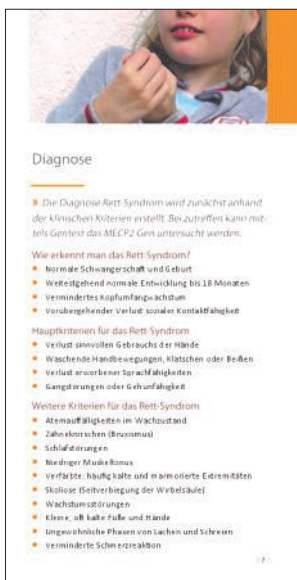 Diagnose
» Die Diagnose Rett-Syndrom wird zunächst anhand
der klinischen Kriterien erstellt. Bei zutreffen kann mit-
tels Gentest das MECP2 Gen untersucht werden.
Wie erkennt man das Rett-Syndrom?
• Normale Schwangerschaft und Geburt
• Weitestgehend normale Entwicklung bis 18 Monaten
• Vermindertes Kopfumfangwachstum
• Vorübergehender Verlust sozialer Kontaktfähigkeit
Hauptkriterien für das Rett-Syndrom
• Verlust sinnvollen Gebrauchs der Hände
• Waschende Handbewegungen, Klatschen oder Beißen
• Verlust erworbener Sprachfähigkeiten
• Gangstörungen oder Gehunfähigkeit
Weitere Kriterien für das Rett-Syndrom
• Atemauffälligkeiten im Wachzustand
• Zähneknirschen (Bruxismus)
• Schlafstörungen
• Niedriger Muskeltonus
• Verfärbte, häufig kalte und marmorierte Extremitäten
• Skoliose (Seitverbiegung der Wirbelsäule)
• Wachstumsstörungen
• Kleine, oft kalte Füße und Hände
• Ungewöhnliche Phasen von Lachen und Schreien
• Verminderte Schmerzreaktion
| 7